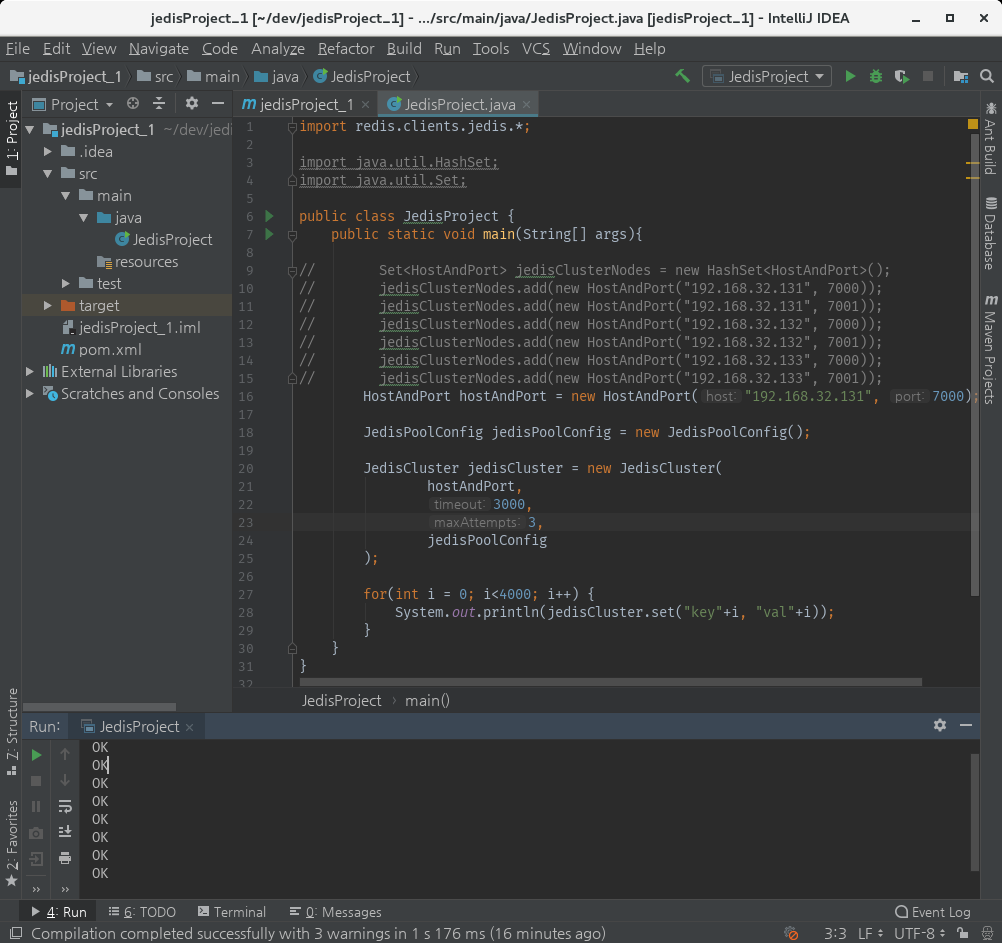 jedisProject_1 [~/dev/jedisProject_1] - .../src/main/java/JedisProject.java [jedisProject_1] - IntelliJ IDEA
File Edit View Navigate Code Analyze Refactor Build Run Tools VCS Window Help
jedisProject_1 src main java JedisProject JedisProject
1: Project
Project
jedisProject_1 ~/dev/jedi
.idea
src
main
java
JedisProject
resources
test
target
jedisProject_1.iml
pom.xml
External Libraries
Scratches and Consoles
jedisProject_1 × JedisProject.java ×
1 import redis.clients.jedis.*;
2
3 import java.util.HashSet;
4 import java.util.Set;
5
6 public class JedisProject {
7 public static void main(String[] args){
8
9 // Set<HostAndPort> jedisClusterNodes = new HashSet<HostAndPort>();
10 // jedisClusterNodes.add(new HostAndPort("192.168.32.131", 7000));
11 // jedisClusterNodes.add(new HostAndPort("192.168.32.131", 7001));
12 // jedisClusterNodes.add(new HostAndPort("192.168.32.132", 7000));
13 // jedisClusterNodes.add(new HostAndPort("192.168.32.132", 7001));
14 // jedisClusterNodes.add(new HostAndPort("192.168.32.133", 7000));
15 // jedisClusterNodes.add(new HostAndPort("192.168.32.133", 7001));
16 HostAndPort hostAndPort = new HostAndPort( host: "192.168.32.131", port: 7000);
17
18 JedisPoolConfig jedisPoolConfig = new JedisPoolConfig();
19
20 JedisCluster jedisCluster = new JedisCluster(
21 hostAndPort,
22 timeout: 3000,
23 maxAttempts: 3,
24 jedisPoolConfig
25 );
26
27 for(int i = 0; i<4000; i++) {
28 System.out.println(jedisCluster.set("key"+i, "val"+i));
29 }
30 }
31 }
32
JedisProject › main()
Ant Build
Database
Maven Projects
Z: Structure
2: Favorites
Run: JedisProject ×
OK
OK
OK
OK
OK
OK
OK
OK
4: Run 6: TODO Terminal 0: Messages Event Log
Compilation completed successfully with 3 warnings in 1 s 176 ms (16 minutes ago) 3:3 LF UTF-8